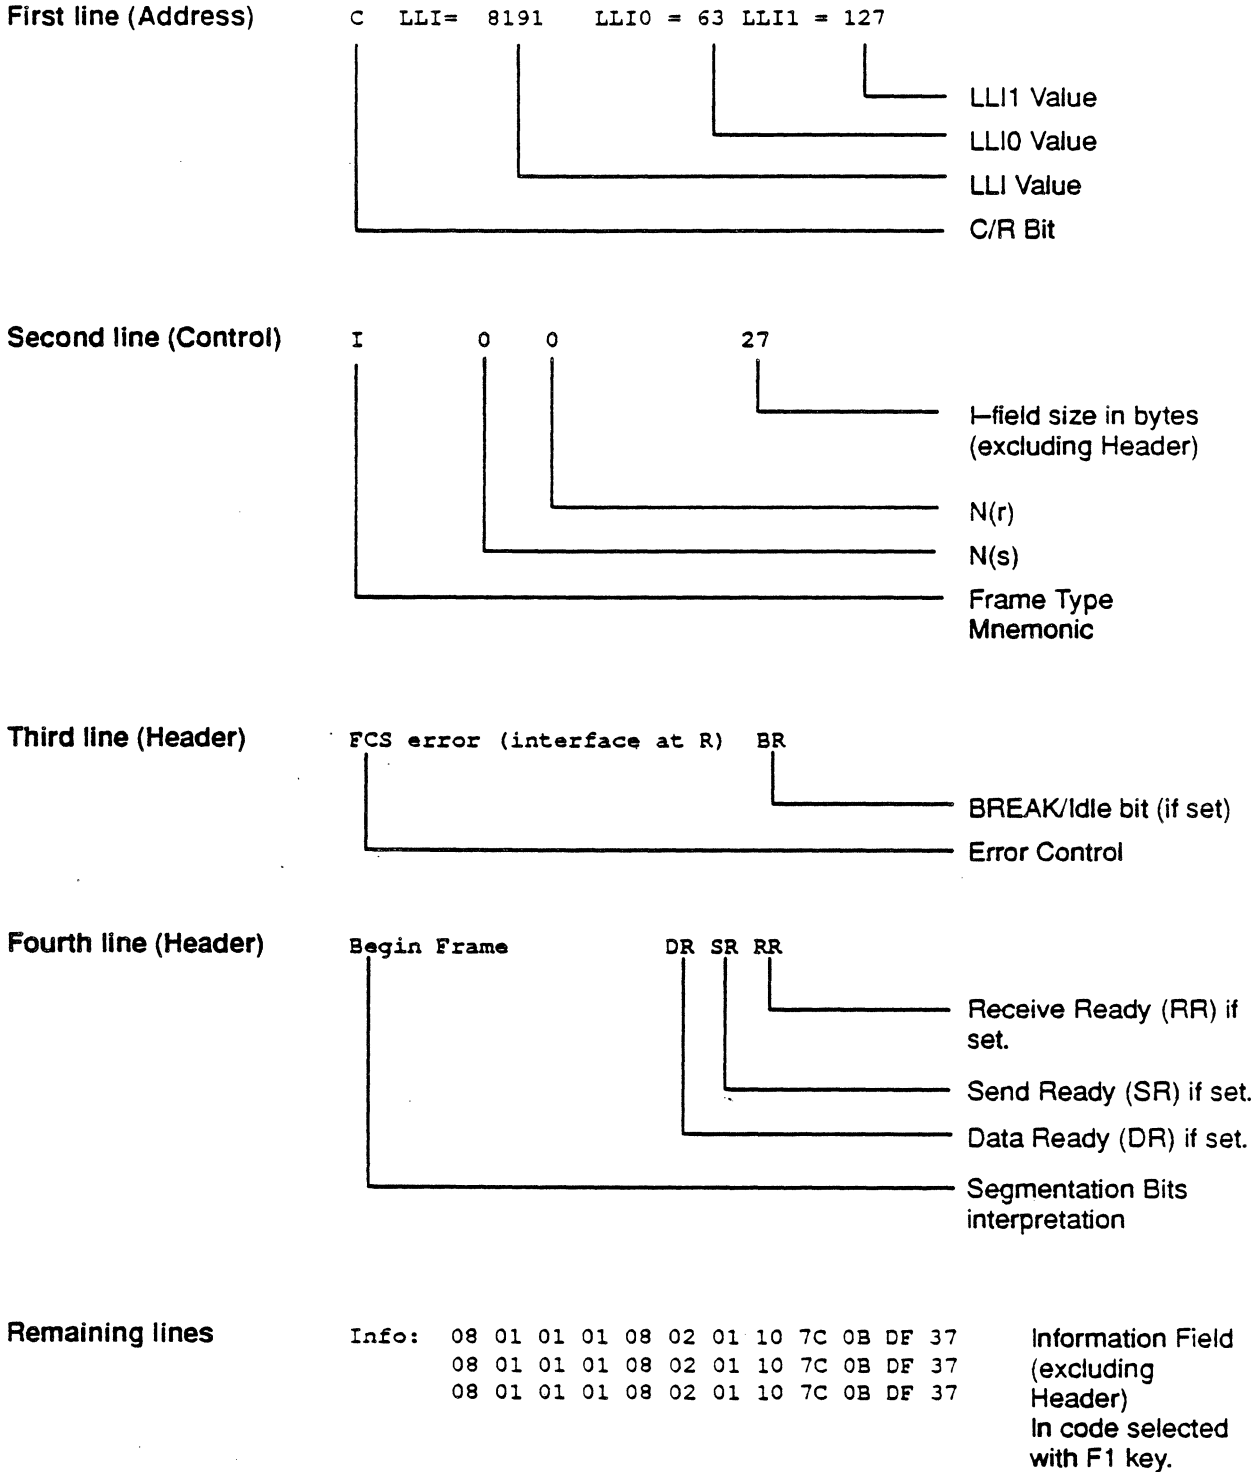 First line (Address)
C LLI= 8191 LLI0 = 63 LLI1 = 127
LLI1 Value
LLI0 Value
LLI Value
C/R Bit
Second line (Control)
I 0 0 27
I-field size in bytes
(excluding Header)
N(r)
N(s)
Frame Type
Mnemonic
Third line (Header)
FCS error (interface at R) BR
BREAK/Idle bit (if set)
Error Control
Fourth line (Header)
Begin Frame DR SR RR
Receive Ready (RR) if
set.
Send Ready (SR) if set.
Data Ready (DR) if set.
Segmentation Bits
interpretation
Remaining lines
Info: 08 01 01 01 08 02 01 10 7C 0B DF 37
08 01 01 01 08 02 01 10 7C 0B DF 37
08 01 01 01 08 02 01 10 7C 0B DF 37
Information Field
(excluding
Header)
In code selected
with F1 key.